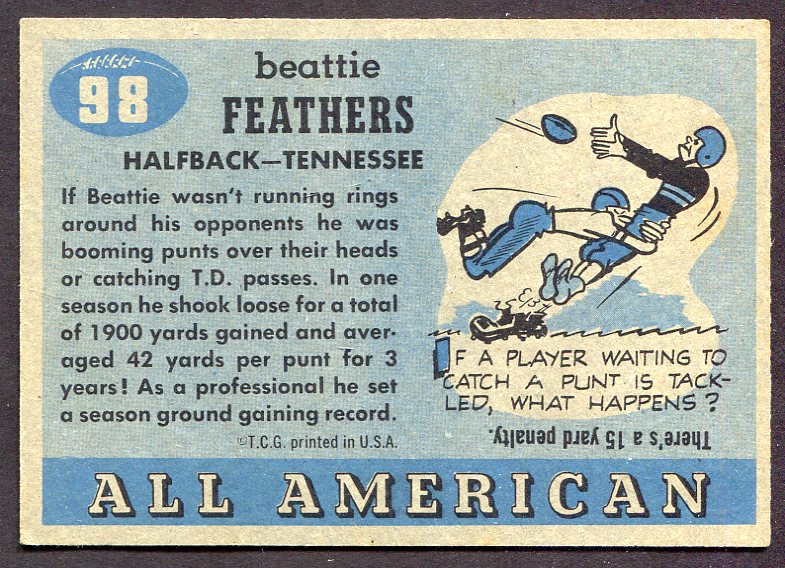 98
beattie
FEATHERS
HALFBACK—TENNESSEE
If Beattie wasn't running rings
around his opponents he was
booming punts over their heads
or catching T.D. passes. In one
season he shook loose for a total
of 1900 yards gained and aver-
aged 42 yards per punt for 3
years! As a professional he set
a season ground gaining record.
©T.C.G. printed in U.S.A.
IF A PLAYER WAITING TO
CATCH A PUNT IS TACK-
LED, WHAT HAPPENS?
There's a 15 yard penalty.
ALL AMERICAN